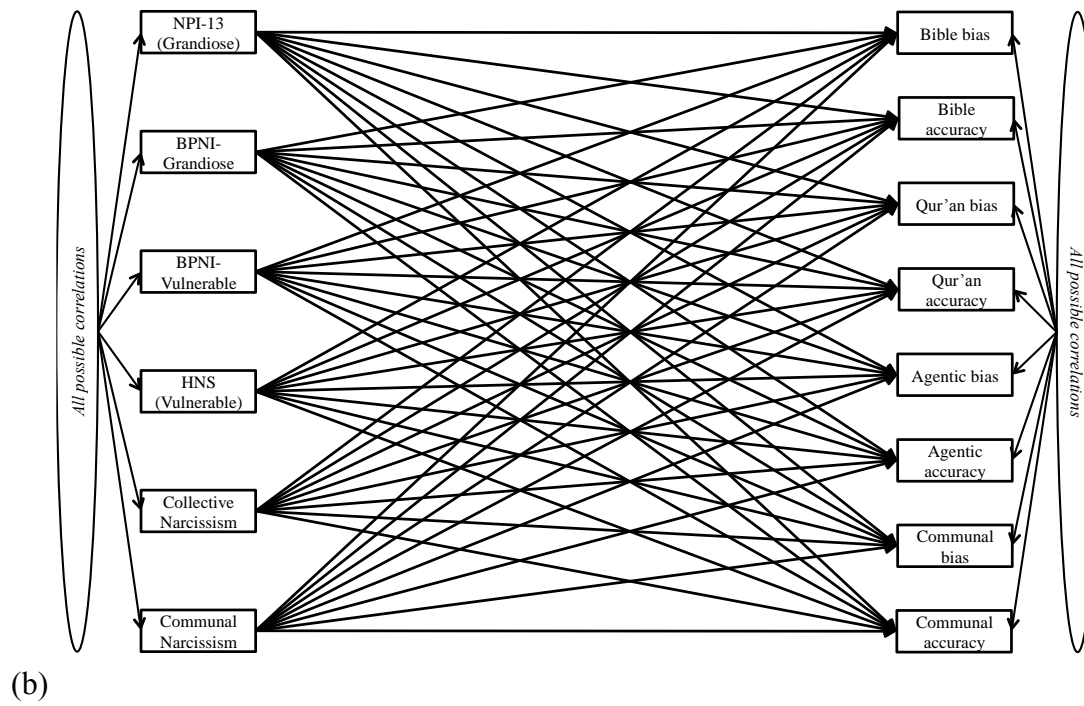 All possible correlations
NPI-13
(Grandiose)
BPNI-
Grandiose
BPNI-
Vulnerable
HNS
(Vulnerable)
Collective
Narcissism
Communal
Narcissism
Bible bias
Bible
accuracy
Qur’an bias
Qur’an
accuracy
Agentic bias
Agentic
accuracy
Communal
bias
Communal
accuracy
All possible correlations
(b)